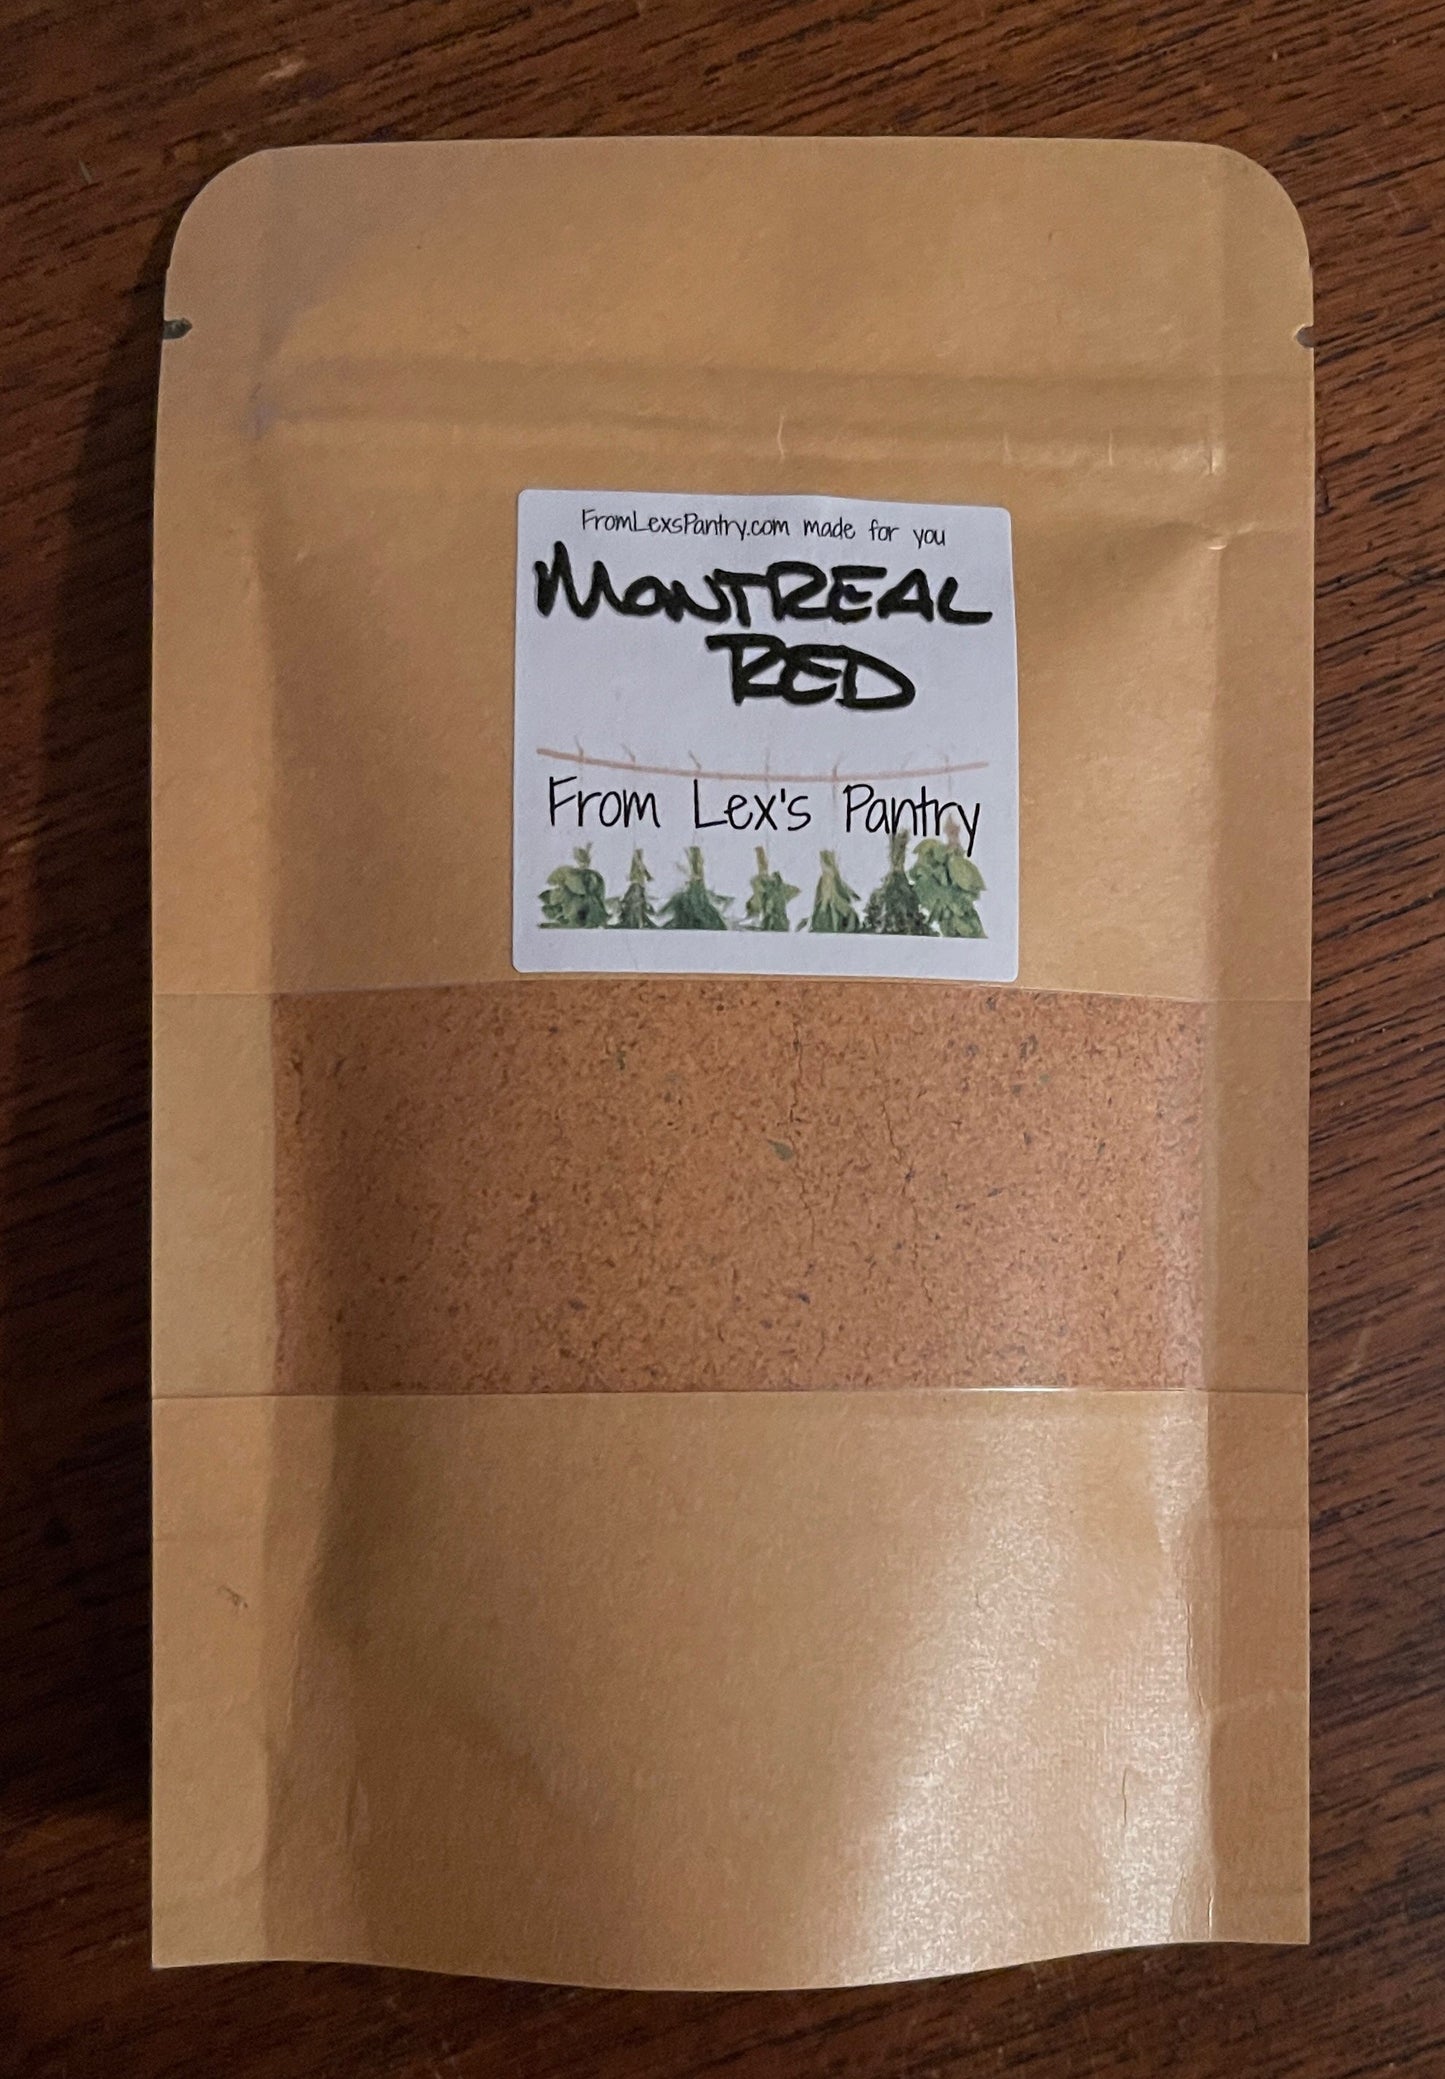 FromLexsPantry.com made for you
MONTREAL
RED
From Lex's Pantry